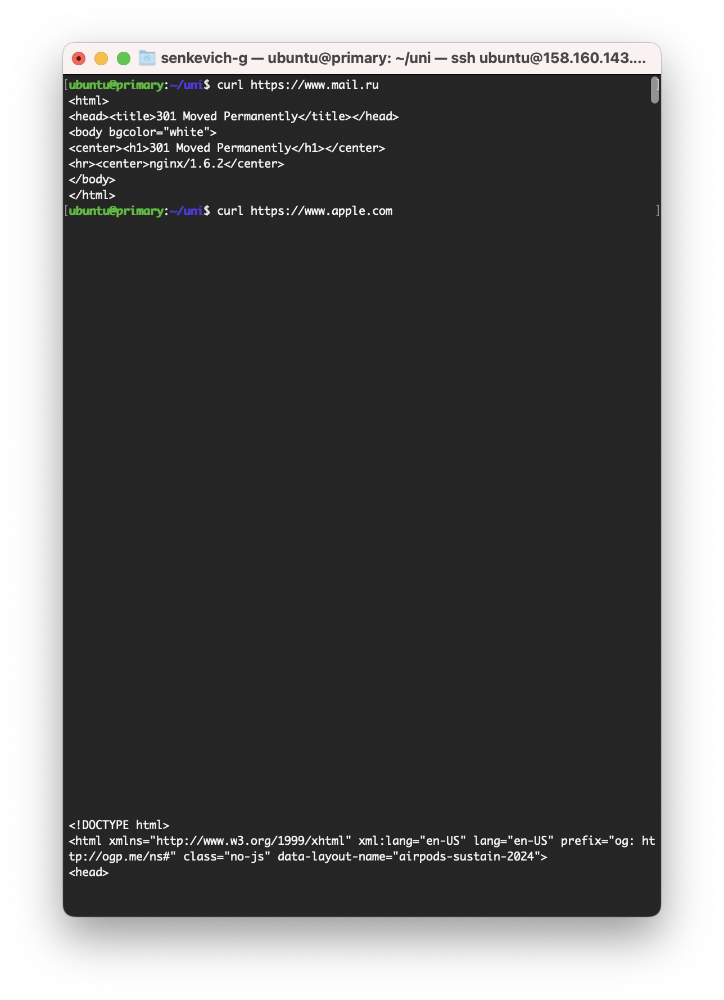 senkevich-g — ubuntu@primary: ~/uni — ssh ubuntu@158.160.143....
[ubuntu@primary:~/uni$ curl https://www.mail.ru ]
<html>
<head><title>301 Moved Permanently</title></head>
<body bgcolor="white">
<center><h1>301 Moved Permanently</h1></center>
<hr><center>nginx/1.6.2</center>
</body>
</html>
[ubuntu@primary:~/uni$ curl https://www.apple.com ]
<!DOCTYPE html>
<html xmlns="http://www.w3.org/1999/xhtml" xml:lang="en-US" lang="en-US" prefix="og: ht
tp://ogp.me/ns#" class="no-js" data-layout-name="airpods-sustain-2024">
<head>